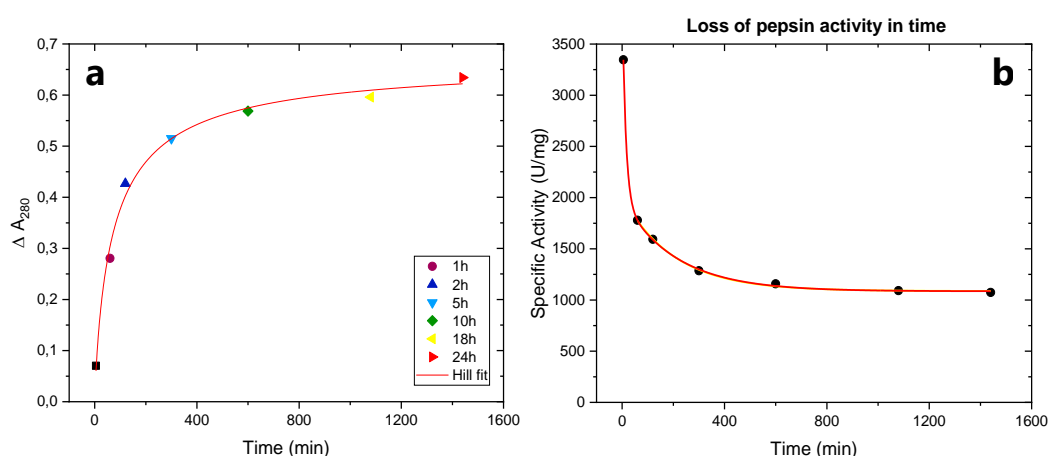 a
0,7
0,6
0,5
0,4
0,3
0,2
0,1
0,0
Δ A280
0
400
800
1200
1600
Time (min)
1h
2h
5h
10h
18h
24h
Hill fit
Loss of pepsin activity in time
b
3500
3000
2500
2000
1500
1000
500
0
Specific Activity (U/mg)
0
400
800
1200
1600
Time (min)